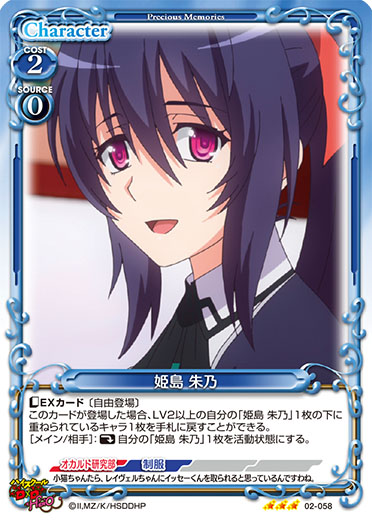 Precious Memories
Character
COST
2
SOURCE
0
姫島 朱乃
EXカード 〔自由登場〕
このカードが登場した場合、LV2以上の自分の「姫島 朱乃」1枚の下に
重ねられているキャラ1枚を手札に戻すことができる。
[メイン/相手]: 自分の「姫島 朱乃」1枚を活動状態にする。
オカルト研究部 制服
小猫ちゃんたら、レイヴェルちゃんにイッセーくんを取られると思っているんですわね。
ハイスクール
D×D
Hero
©II,MZ/K/HSDDHP
★★★ 02-058